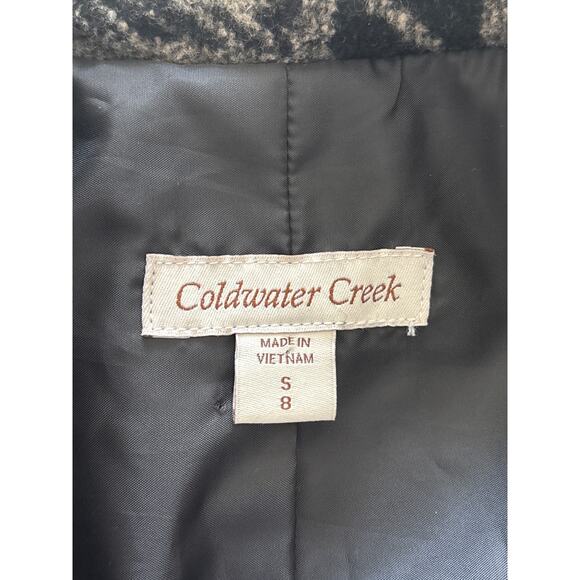 Coldwater Creek
MADE IN
VIETNAM
S
8